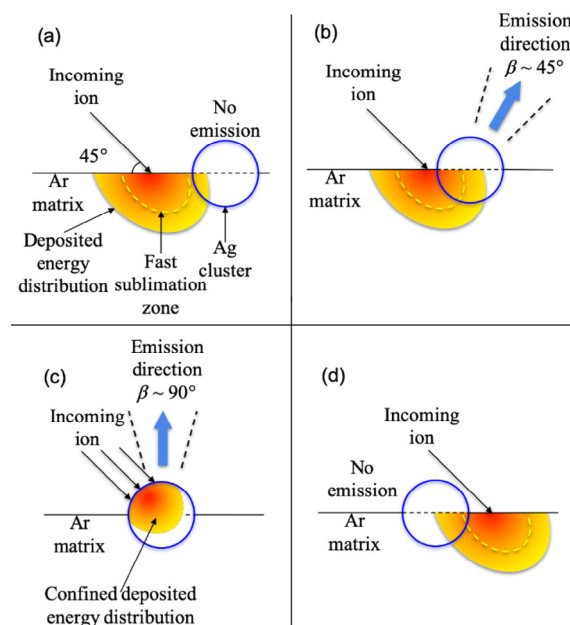 (a)
Incoming
ion
No
emission
45°
Ar
matrix
Deposited
energy
distribution
Fast
sublimation
zone
Ag
cluster
(b)
Emission
direction
β ~ 45°
Incoming
ion
Ar
matrix
(c)
Emission
direction
β ~ 90°
Incoming
ion
Ar
matrix
Confined deposited
energy distribution
(d)
Incoming
ion
No
emission
Ar
matrix